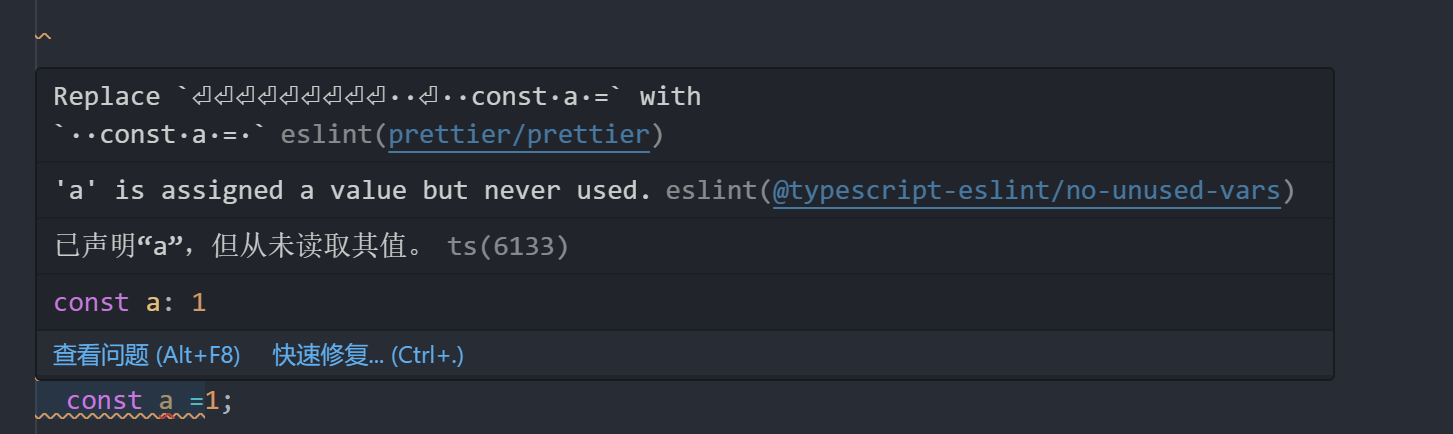 Replace `⏎⏎⏎⏎⏎⏎⏎⏎⏎··⏎··const·a·=` with
`··const·a·=·` eslint(prettier/prettier)
'a' is assigned a value but never used. eslint(@typescript-eslint/no-unused-vars)
已声明“a”，但从未读取其值。 ts(6133)
const a: 1
查看问题 (Alt+F8) 快速修复... (Ctrl+.)
const a =1;